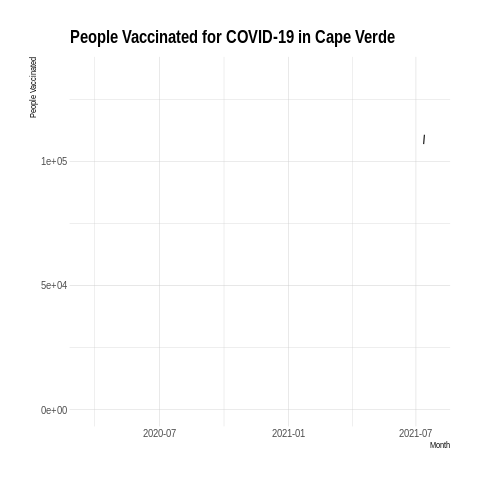 People Vaccinated for COVID-19 in Cape Verde
People Vaccinated
1e+05
5e+04
0e+00
2020-07 2021-01 2021-07
Month